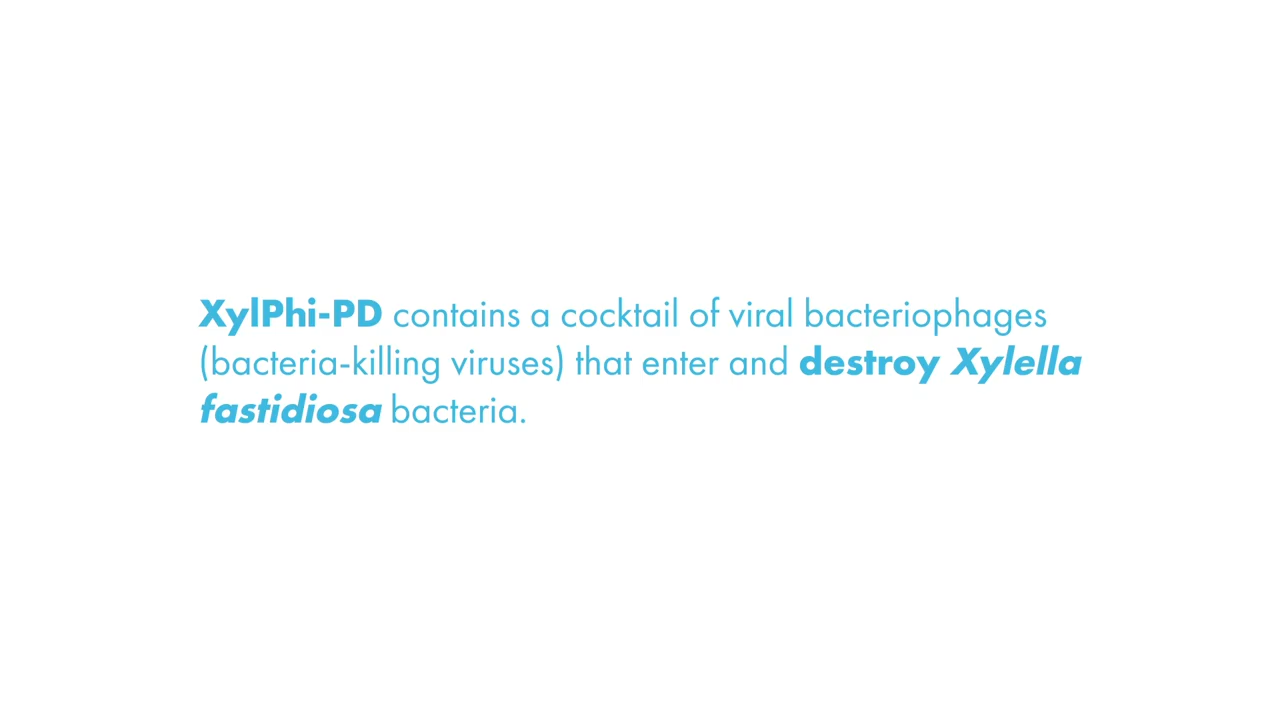 XylPhi-PD contains a cocktail of viral bacteriophages
(bacteria-killing viruses) that enter and destroy Xylella
fastidiosa bacteria.